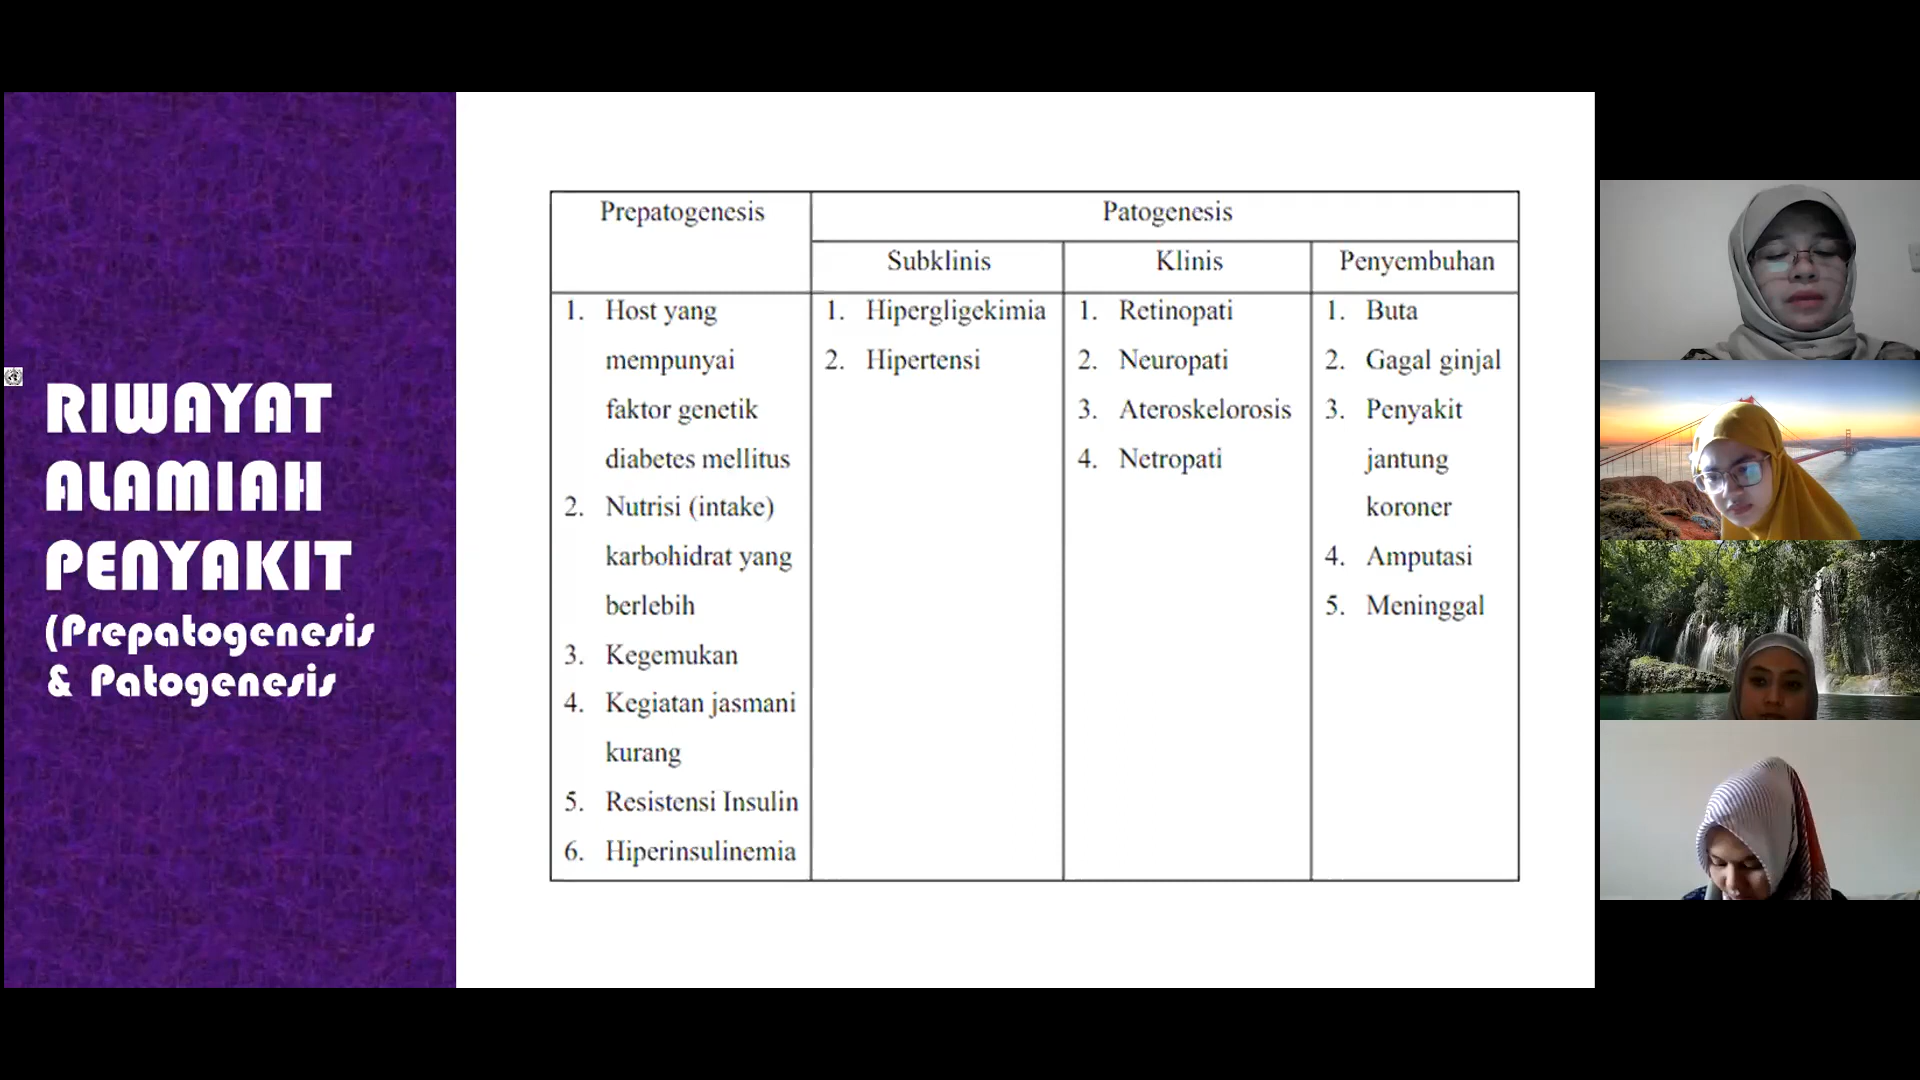 RIWAYAT
ALAMIAH
PENYAKIT
(Prepatogenesis
& Patogenesis
Prepatogenesis
Patogenesis
Subklinis
Klinis
Penyembuhan
1. Host yang
mempunyai
faktor genetik
diabetes mellitus
2. Nutrisi (intake)
karbohidrat yang
berlebih
3. Kegemukan
4. Kegiatan jasmani
kurang
5. Resistensi Insulin
6. Hiperinsulinemia
1. Hipergligekimia
2. Hipertensi
1. Retinopati
2. Neuropati
3. Ateroskelorosis
4. Netropati
1. Buta
2. Gagal ginjal
3. Penyakit
jantung
koroner
4. Amputasi
5. Meninggal